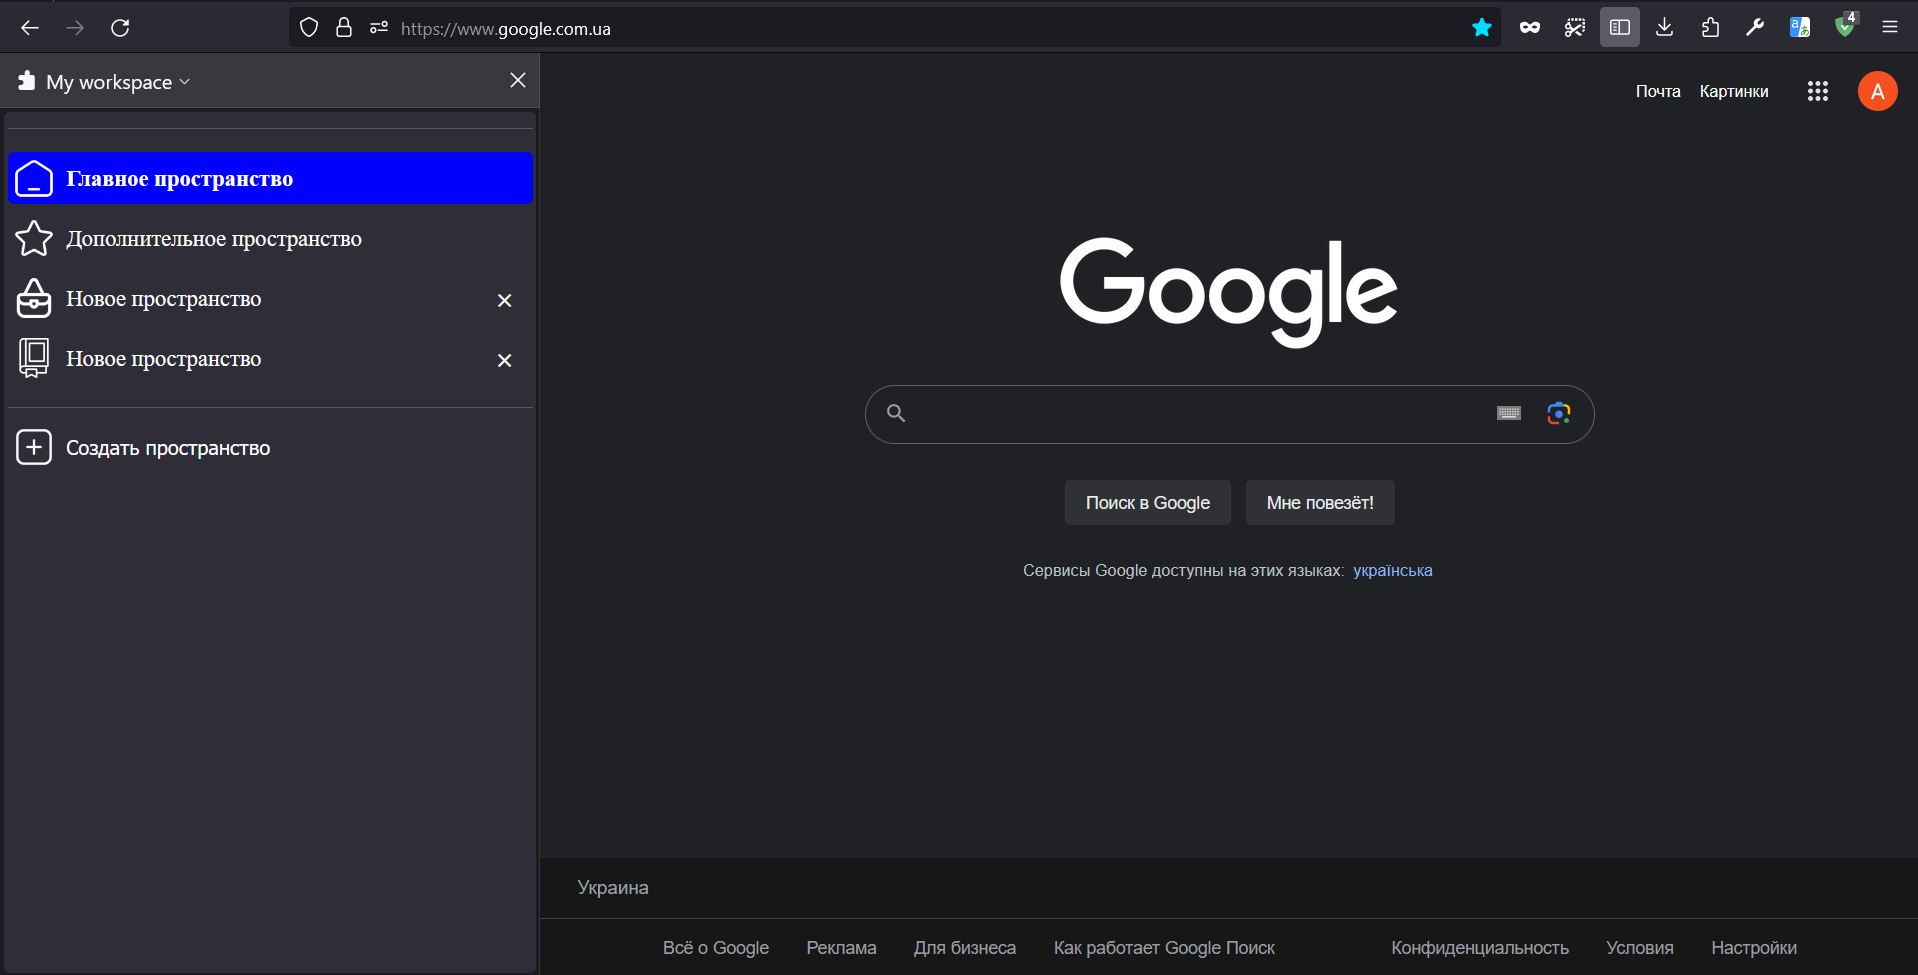 https://www.google.com.ua
4
My workspace
Главное пространство
Дополнительное пространство
Новое пространство
Новое пространство
Создать пространство
Почта Картинки
A
Google
Поиск в Google Мне повезёт!
Сервисы Google доступны на этих языках: українська
Украина
Всё о Google Реклама Для бизнеса Как работает Google Поиск Конфиденциальность Условия Настройки